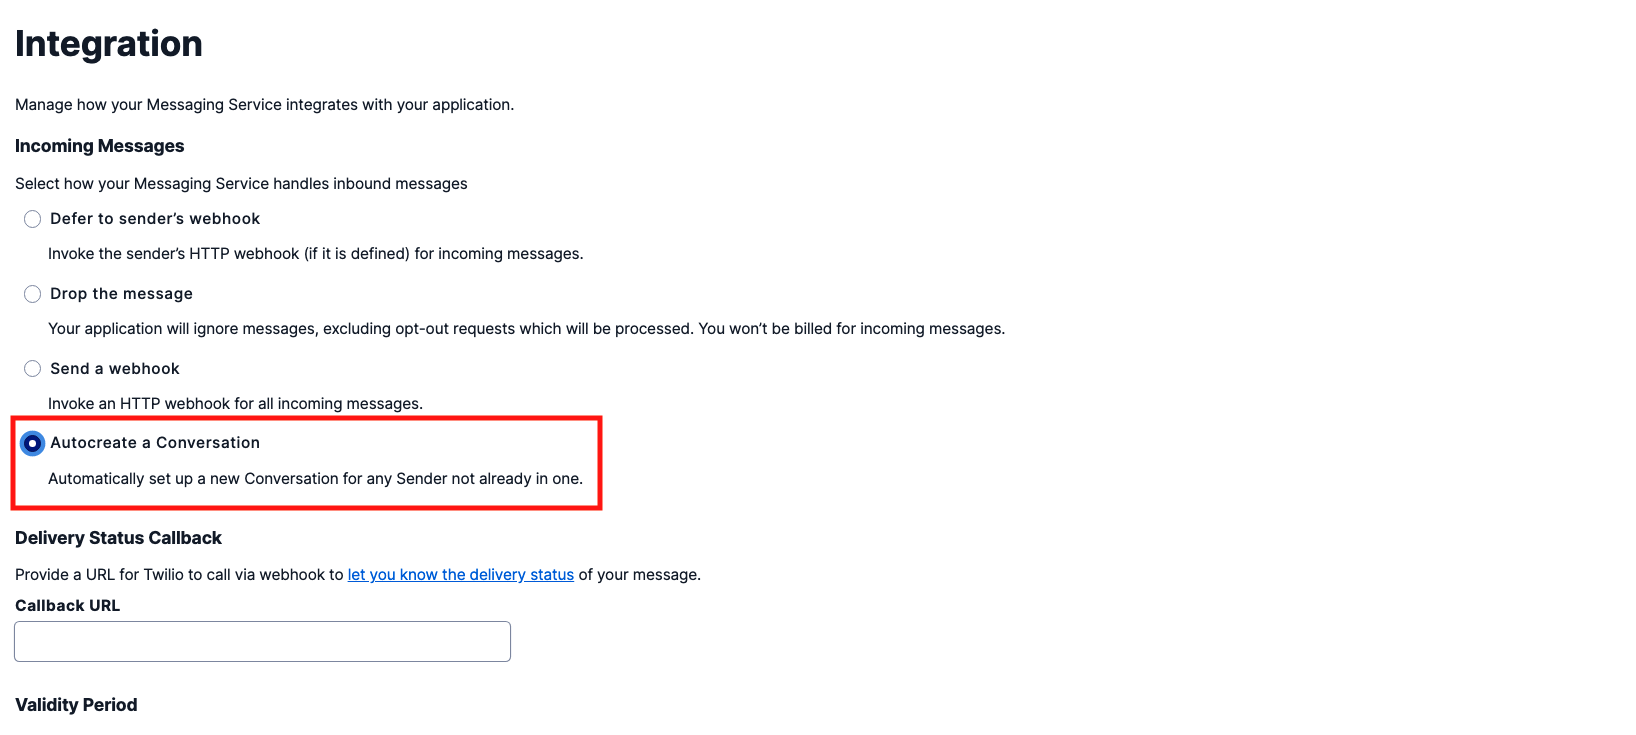 Integration
Manage how your Messaging Service integrates with your application.
Incoming Messages
Select how your Messaging Service handles inbound messages
Defer to sender’s webhook
Invoke the sender’s HTTP webhook (if it is defined) for incoming messages.
Drop the message
Your application will ignore messages, excluding opt-out requests which will be processed. You won’t be billed for incoming messages.
Send a webhook
Invoke an HTTP webhook for all incoming messages.
Autocreate a Conversation
Automatically set up a new Conversation for any Sender not already in one.
Delivery Status Callback
Provide a URL for Twilio to call via webhook to let you know the delivery status of your message.
Callback URL
Validity Period